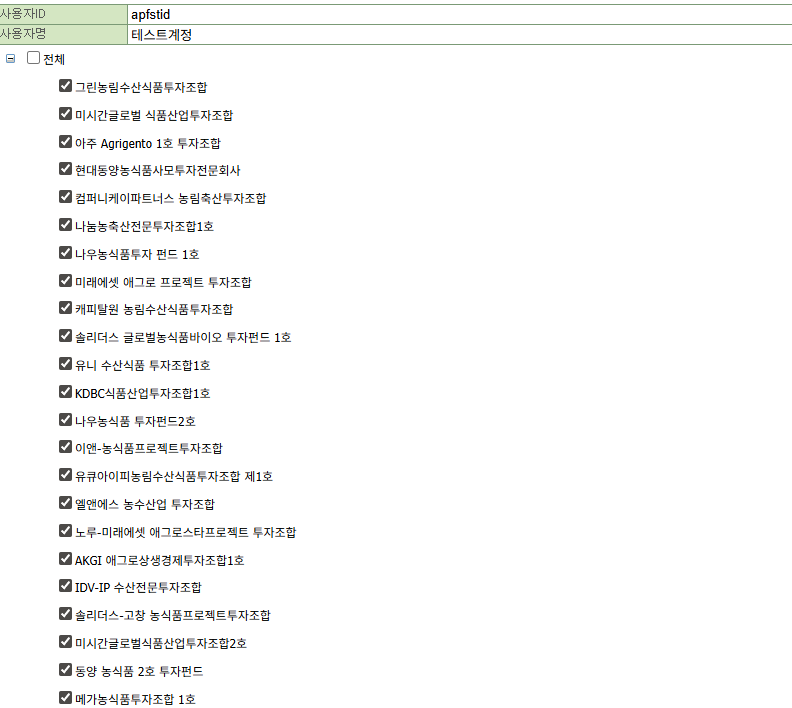 사용자ID apfstid
사용자명 테스트계정
전체
그린농림수산식품투자조합
미시간글로벌 식품산업투자조합
아주 Agrigento 1호 투자조합
현대동양농식품사모투자전문회사
컴퍼니케이파트너스 농림축산투자조합
나눔농축산전문투자조합1호
나우농식품투자 펀드 1호
미래에셋 애그로 프로젝트 투자조합
캐피탈원 농림수산식품투자조합
솔리더스 글로벌농식품바이오 투자펀드 1호
유니 수산식품 투자조합1호
KDBC식품산업투자조합1호
나우농식품 투자펀드2호
이앤-농식품프로젝트투자조합
유큐아이피농림수산식품투자조합 제1호
엘앤에스 농수산업 투자조합
노루-미래에셋 애그로스타프로젝트 투자조합
AKGI 애그로상생경제투자조합1호
IDV-IP 수산전문투자조합
솔리더스-고창 농식품프로젝트투자조합
미시간글로벌식품산업투자조합2호
동양 농식품 2호 투자펀드
메가농식품투자조합 1호